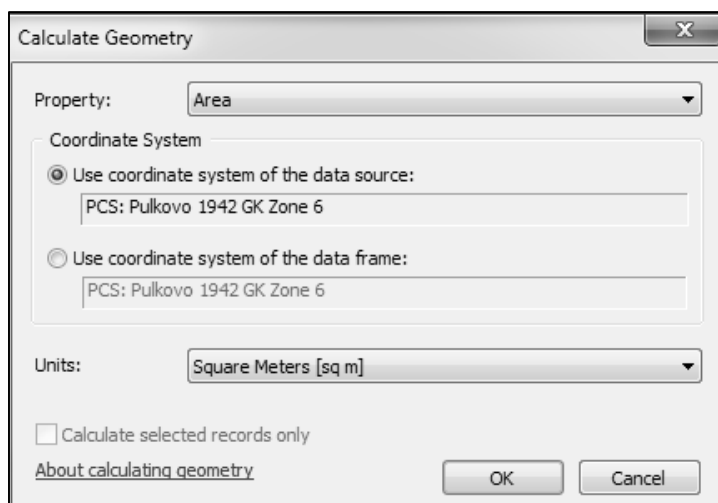 Calculate Geometry
X
Property:
Area
Coordinate System
Use coordinate system of the data source:
PCS: Pulkovo 1942 GK Zone 6
Use coordinate system of the data frame:
PCS: Pulkovo 1942 GK Zone 6
Units:
Square Meters [sq m]
Calculate selected records only
About calculating geometry
OK
Cancel